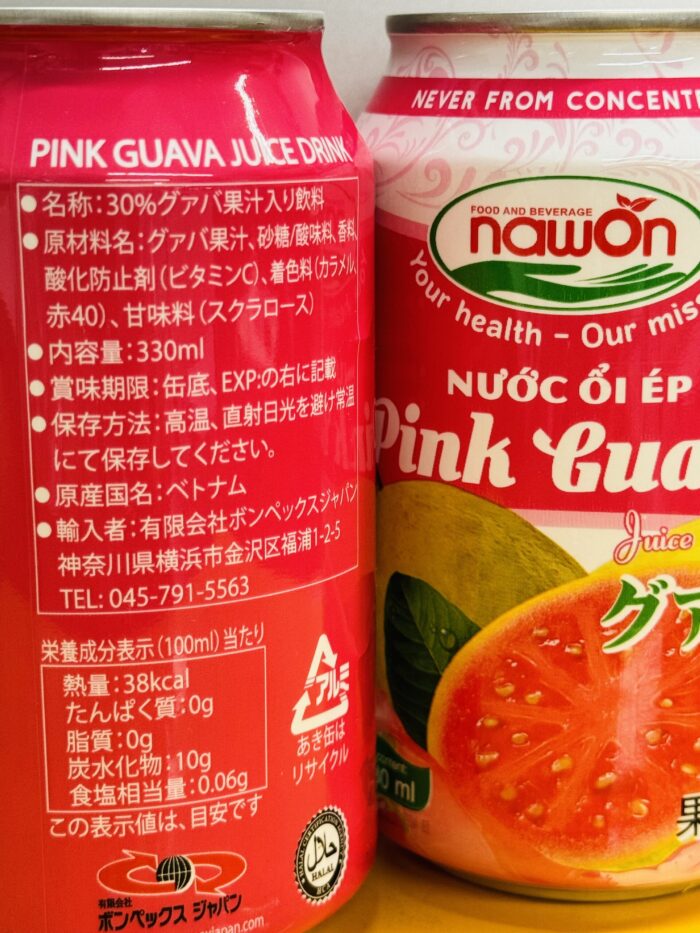 PINK GUAVA JUICE DRINK
●名称：30%グァバ果汁入り飲料
●原材料名：グァバ果汁、砂糖/酸味料、香料、
酸化防止剤（ビタミンC）、着色料（カラメル、
赤40）、甘味料（スクラロース）
●内容量：330ml
●賞味期限：缶底、EXP:の右に記載
●保存方法：高温、直射日光を避け常温
にて保存してください。
●原産国名：ベトナム
●輸入者：有限会社ボンペックスジャパン
神奈川県横浜市金沢区福浦1-2-5
TEL: 045-791-5563
栄養成分表示（100ml）当たり
熱量：38kcal
たんぱく質：0g
脂質：0g
炭水化物：10g
食塩相当量：0.06g
この表示値は、目安です
アルミ
あき缶は
リサイクル
HALAL
有限会社
ボンペックス ジャパン
NEVER FROM
FOOD AND BEVERAGE
nawon
Your health - Our
NƯỚC ỔI ÉP
Pink
Juice
グァ
ml
果